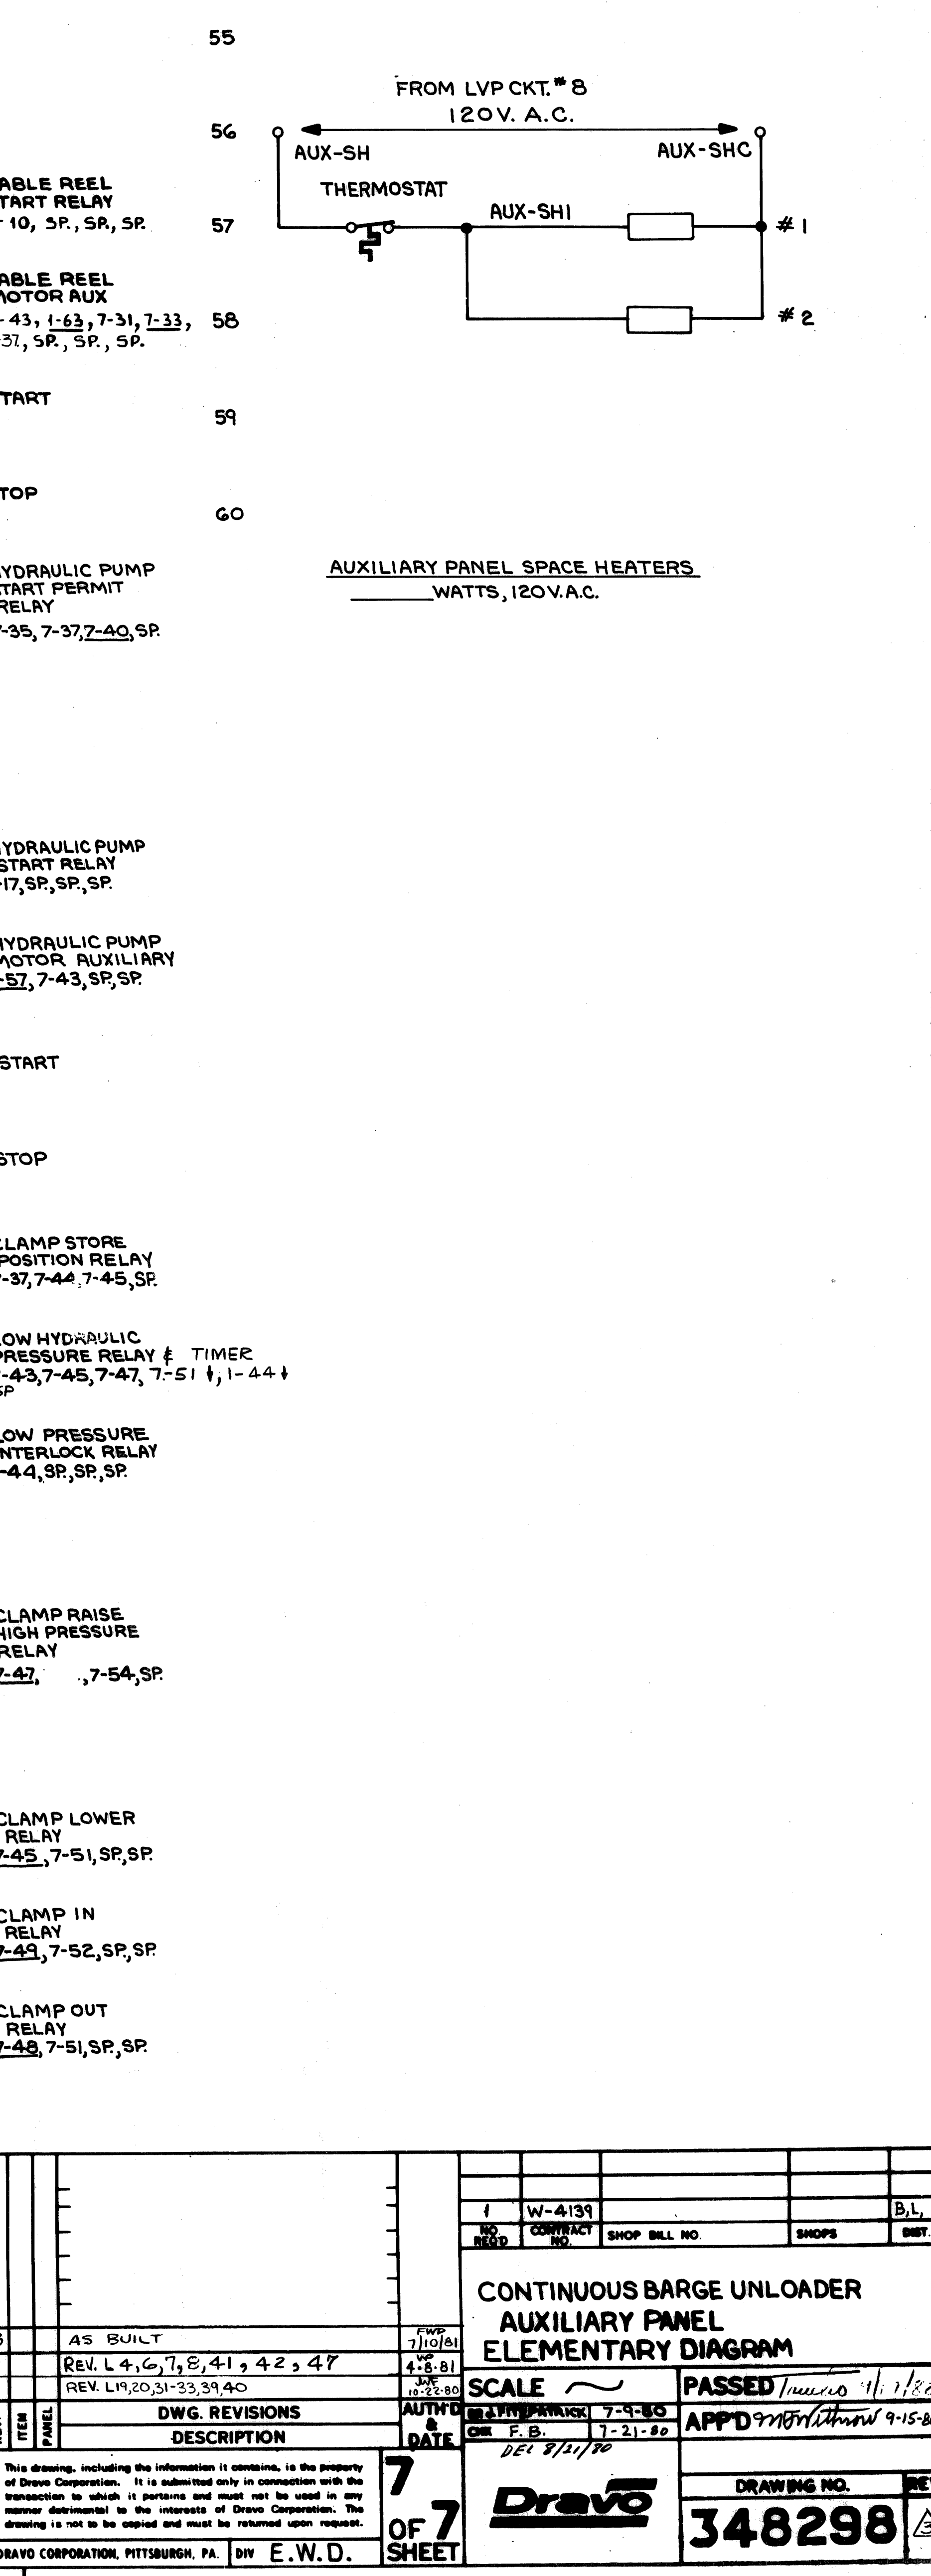 55
FROM LVP CKT.#8
120V. A.C.
56
AUX-SH
AUX-SHC
THERMOSTAT
AUX-SH1
57
#1
58
#2
59
60
AUXILIARY PANEL SPACE HEATERS
WATTS, 120V.A.C.
ABLE REEL
TART RELAY
10, SP., SP., SP.
ABLE REEL
MOTOR AUX
-43, 1-63, 7-31, 7-33,
37, SP., SP., SP.
TART
TOP
YDRAULIC PUMP
TART PERMIT
RELAY
-35, 7-37, 7-40, SP.
YDRAULIC PUMP
START RELAY
-17, SP., SP., SP.
HYDRAULIC PUMP
MOTOR AUXILIARY
-57, 7-43, SP., SP.
START
STOP
CLAMP STORE
POSITION RELAY
-37, 7-44, 7-45, SP.
OW HYDRAULIC
PRESSURE RELAY & TIMER
-43, 7-45, 7-47, 7-51↓, 1-44↓
SP
LOW PRESSURE
INTERLOCK RELAY
-44, SP., SP., SP.
CLAMP RAISE
HIGH PRESSURE
RELAY
7-47, ., 7-54, SP.
CLAMP LOWER
RELAY
7-45, 7-51, SP., SP.
CLAMP IN
RELAY
7-49, 7-52, SP., SP.
CLAMP OUT
RELAY
7-48, 7-51, SP., SP.
AS BUILT
FWP
7/10/81
REV. L 4, 6, 7, 8, 41, 42, 47
4·8·81
REV. L19,20,31-33,39,40
10-22-80
ITEM
PANEL
DWG. REVISIONS
DESCRIPTION
AUTH'D
&
DATE
This drawing, including the information it contains, is the property
of Dravo Corporation. It is submitted only in connection with the
transaction to which it pertains and must not be used in any
manner detrimental to the interests of Dravo Corporation. The
drawing is not to be copied and must be returned upon request.
DRAVO CORPORATION, PITTSBURGH, PA. DIV E.W.D.
7
OF 7
SHEET
1 W-4139 B, L,
NO. REQ'D CONTRACT NO. SHOP BILL NO. SHOPS DIST.
CONTINUOUS BARGE UNLOADER
AUXILIARY PANEL
ELEMENTARY DIAGRAM
SCALE
PASSED
FITZPATRICK 7-9-80
CHK F. B. 7-21-80
APP'D 9-15-80
DEL 8/21/80
Dravo
DRAWING NO.
348298